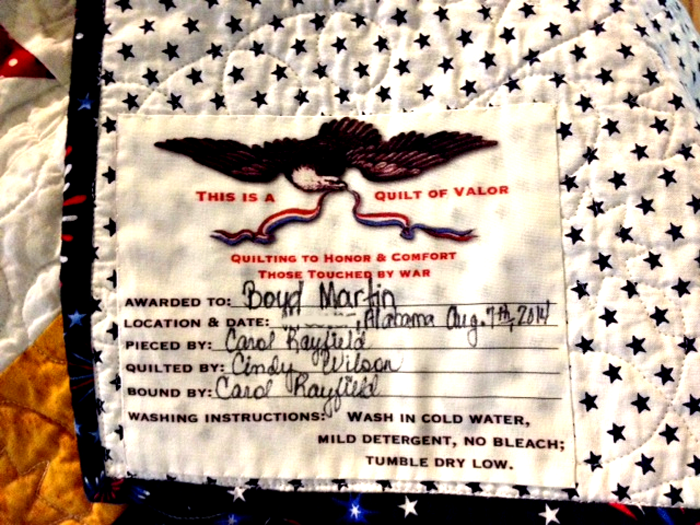 THIS IS A QUILT OF VALOR
QUILTING TO HONOR & COMFORT
THOSE TOUCHED BY WAR
AWARDED TO: Boyd Martin
LOCATION & DATE: , Alabama Aug. 7th, 2014
PIECED BY: Carol Rayfield
QUILTED BY: Cindy Wilson
BOUND BY: Carol Rayfield
WASHING INSTRUCTIONS: WASH IN COLD WATER,
MILD DETERGENT, NO BLEACH;
TUMBLE DRY LOW.